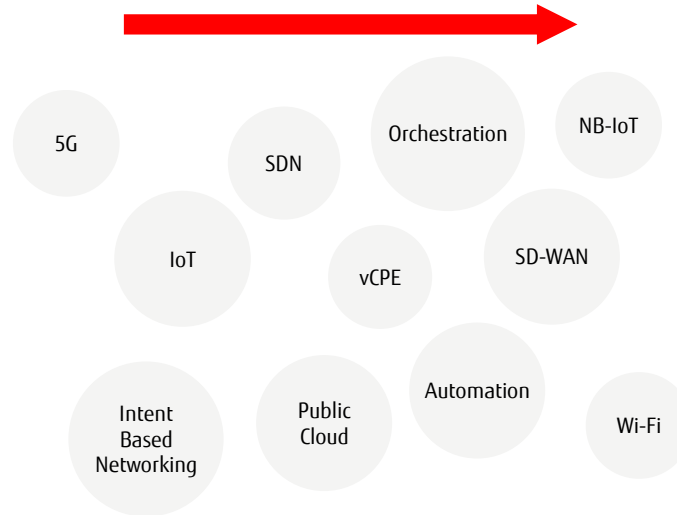 5G
SDN
Orchestration
NB-IoT
IoT
vCPE
SD-WAN
Intent
Based
Networking
Public
Cloud
Automation
Wi-Fi